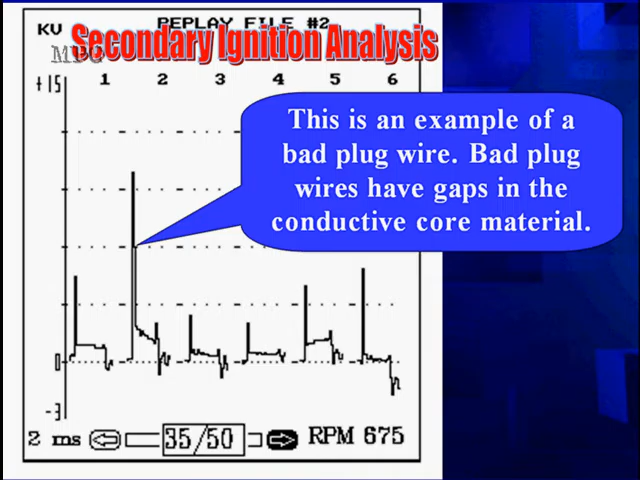 REPLAY FILE #2
KV Secondary Ignition Analysis
+15 1 2 3 4 5 6
This is an example of a
bad plug wire. Bad plug
wires have gaps in the
conductive core material.
0
-3
2 ms 35/50 RPM 675